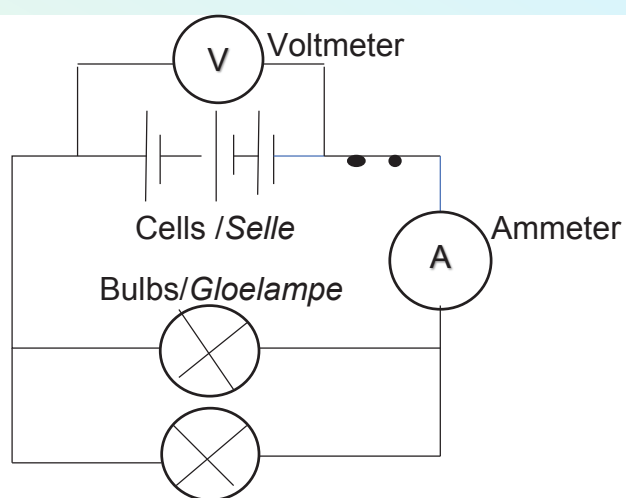 V Voltmeter
Cells /Selle
Ammeter
A
Bulbs/Gloelampe